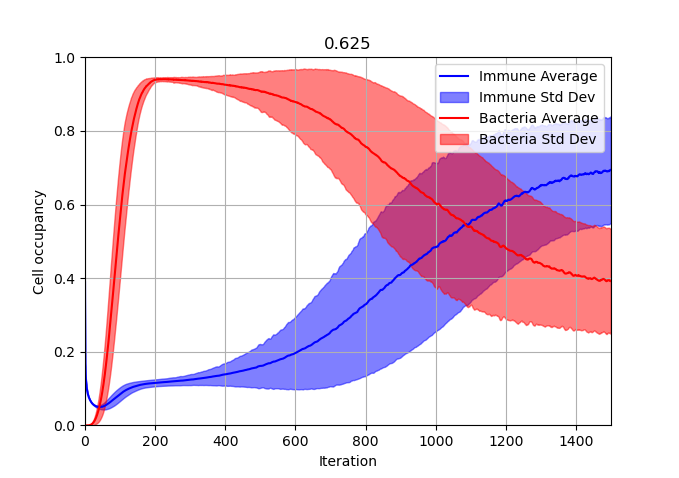 0.625
1.0
0.8
0.6
0.4
0.2
0.0
Cell occupancy
Immune Average
Immune Std Dev
Bacteria Average
Bacteria Std Dev
0 200 400 600 800 1000 1200 1400
Iteration